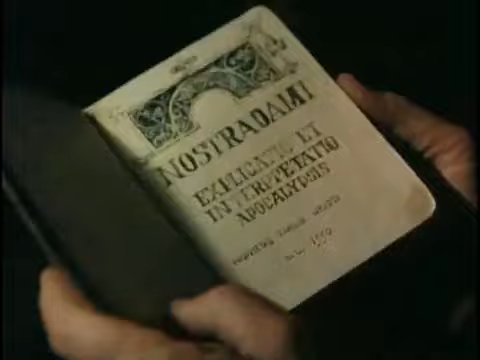 NOSTRADAMI
EXPLICATIO ET
INTERPRETATIO
APOCALYPSIS